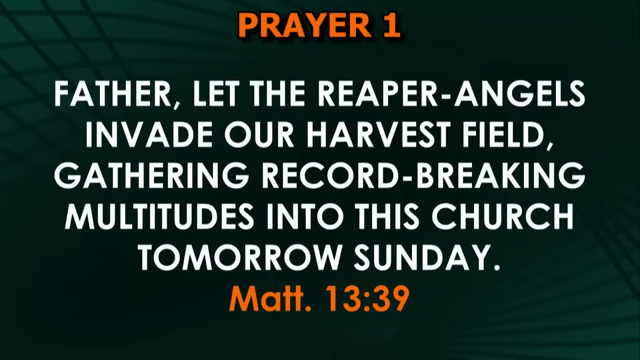 PRAYER 1
FATHER, LET THE REAPER-ANGELS
INVADE OUR HARVEST FIELD,
GATHERING RECORD-BREAKING
MULTITUDES INTO THIS CHURCH
TOMORROW SUNDAY.
Matt. 13:39